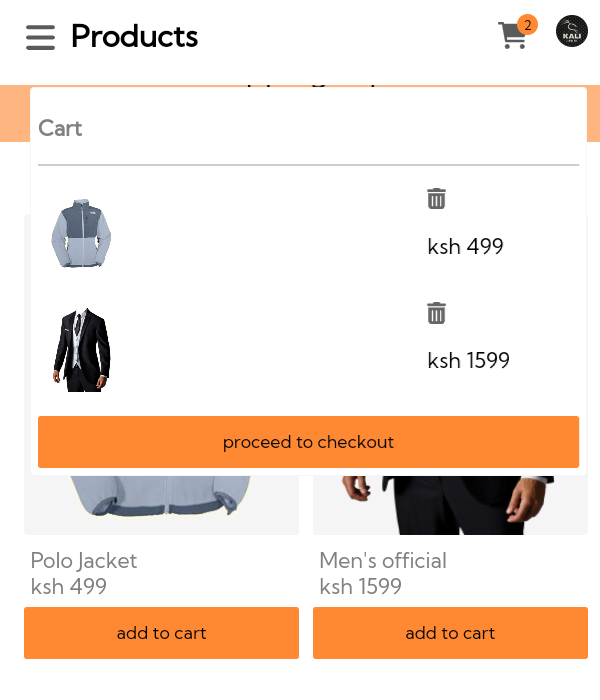 Products
2
KALI
Cart
ksh 499
ksh 1599
proceed to checkout
Polo Jacket
ksh 499
add to cart
Men's official
ksh 1599
add to cart